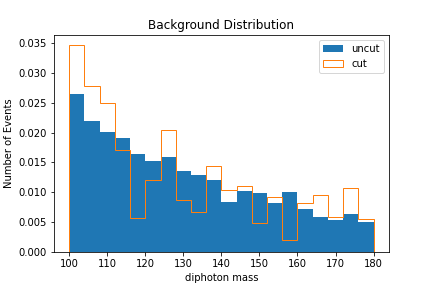 Background Distribution
uncut
cut
Number of Events
0.035
0.030
0.025
0.020
0.015
0.010
0.005
0.000
100 110 120 130 140 150 160 170 180
diphoton mass